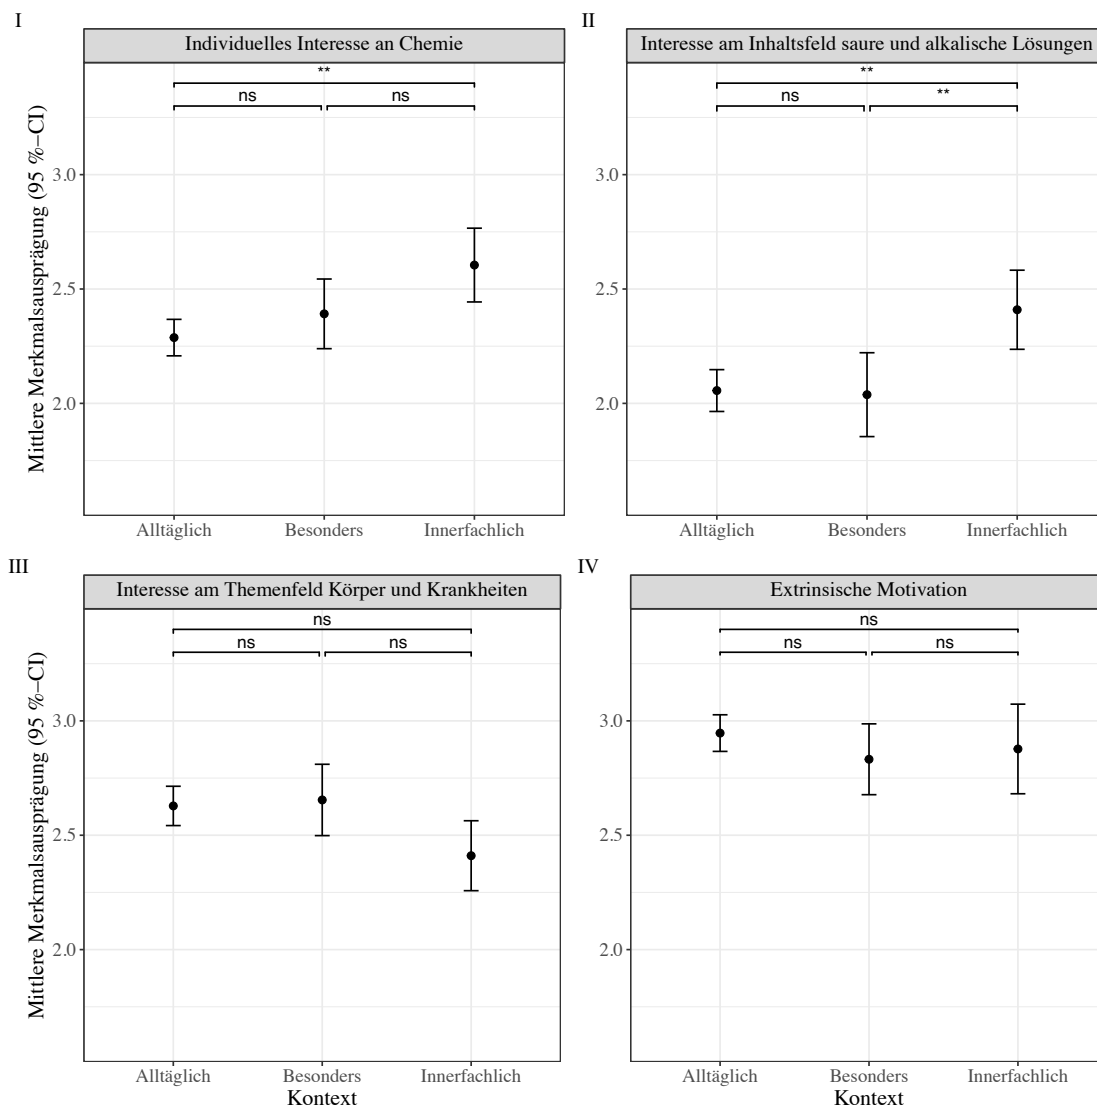 I
II
Individuelles Interesse an Chemie
Interesse am Inhaltsfeld saure und alkalische Lösungen
**
**
ns
ns
ns
**
Mittlere Merkmalsausprägung (95 %−CI)
3.0
2.5
2.0
3.0
2.5
2.0
Alltäglich
Besonders
Innerfachlich
Alltäglich
Besonders
Innerfachlich
III
IV
Interesse am Themenfeld Körper und Krankheiten
Extrinsische Motivation
ns
ns
ns
ns
ns
ns
Mittlere Merkmalsausprägung (95 %−CI)
3.0
2.5
2.0
3.0
2.5
2.0
Alltäglich
Besonders
Innerfachlich
Alltäglich
Besonders
Innerfachlich
Kontext
Kontext